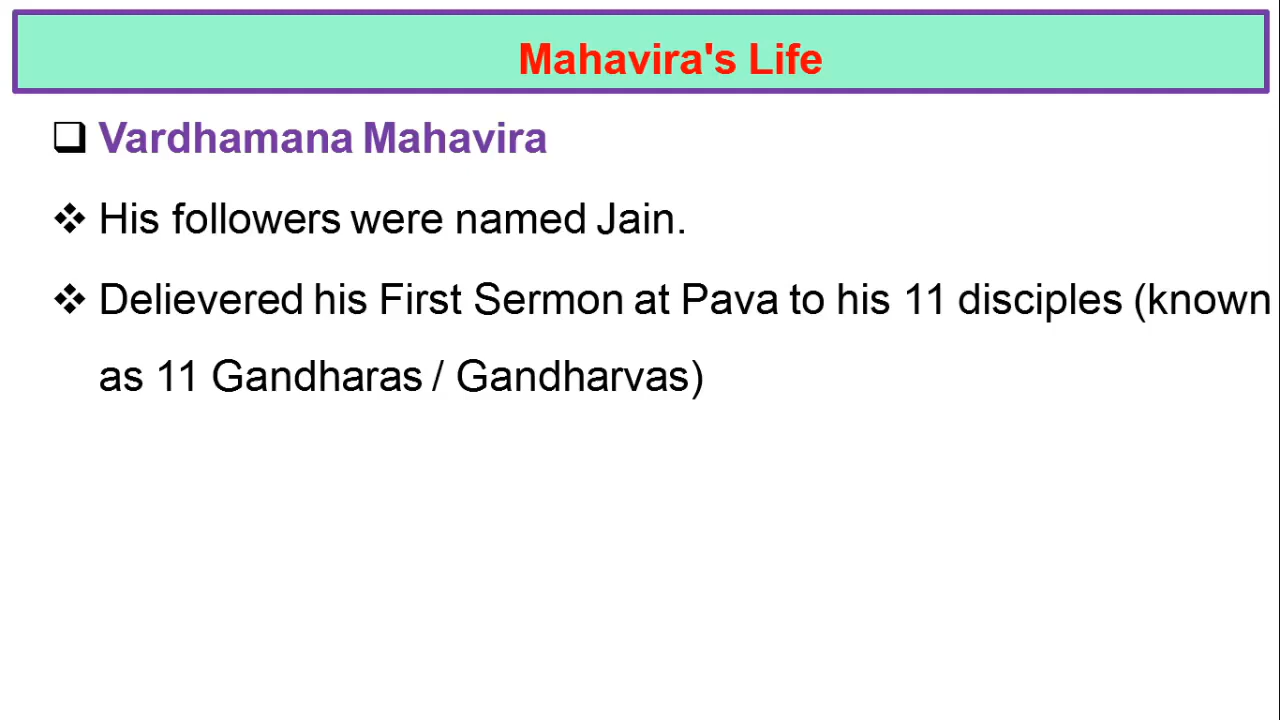 Mahavira's Life
Vardhamana Mahavira
His followers were named Jain.
Delievered his First Sermon at Pava to his 11 disciples (known
as 11 Gandharas / Gandharvas)